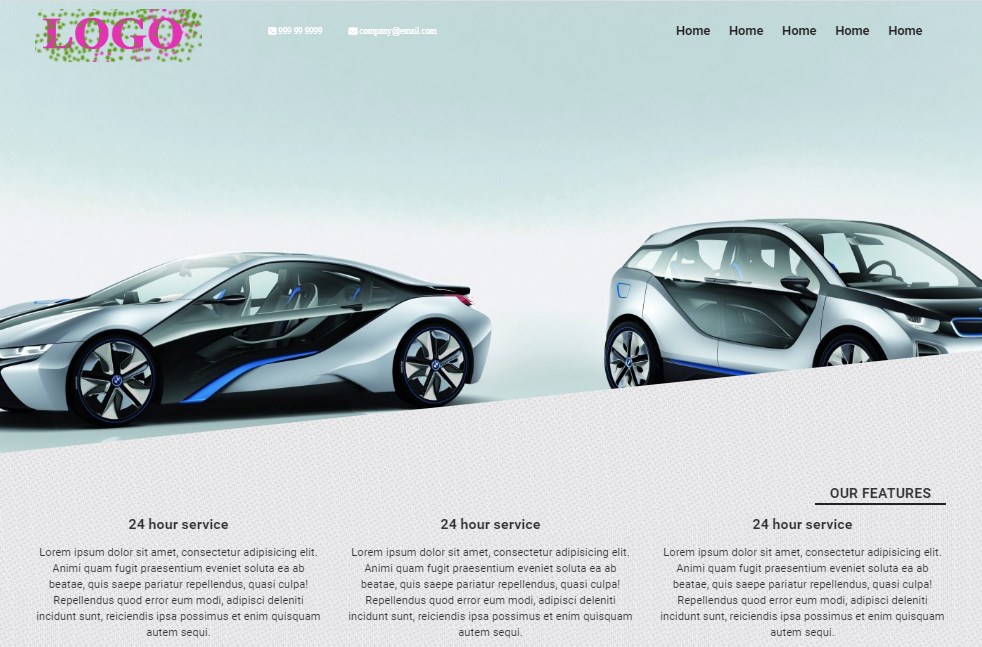 LOGO
999 99 9999
company@email.com
Home Home Home Home Home
OUR FEATURES
24 hour service
Lorem ipsum dolor sit amet, consectetur adipisicing elit.
Animi quam fugit praesentium eveniet soluta ea ab
beatae, quis saepe pariatur repellendus, quasi culpa!
Repellendus quod error eum modi, adipisci deleniti
incidunt sunt, reiciendis ipsa possimus et enim quisquam
autem sequi.
24 hour service
Lorem ipsum dolor sit amet, consectetur adipisicing elit.
Animi quam fugit praesentium eveniet soluta ea ab
beatae, quis saepe pariatur repellendus, quasi culpa!
Repellendus quod error eum modi, adipisci deleniti
incidunt sunt, reiciendis ipsa possimus et enim quisquam
autem sequi.
24 hour service
Lorem ipsum dolor sit amet, consectetur adipisicing elit.
Animi quam fugit praesentium eveniet soluta ea ab
beatae, quis saepe pariatur repellendus, quasi culpa!
Repellendus quod error eum modi, adipisci deleniti
incidunt sunt, reiciendis ipsa possimus et enim quisquam
autem sequi.